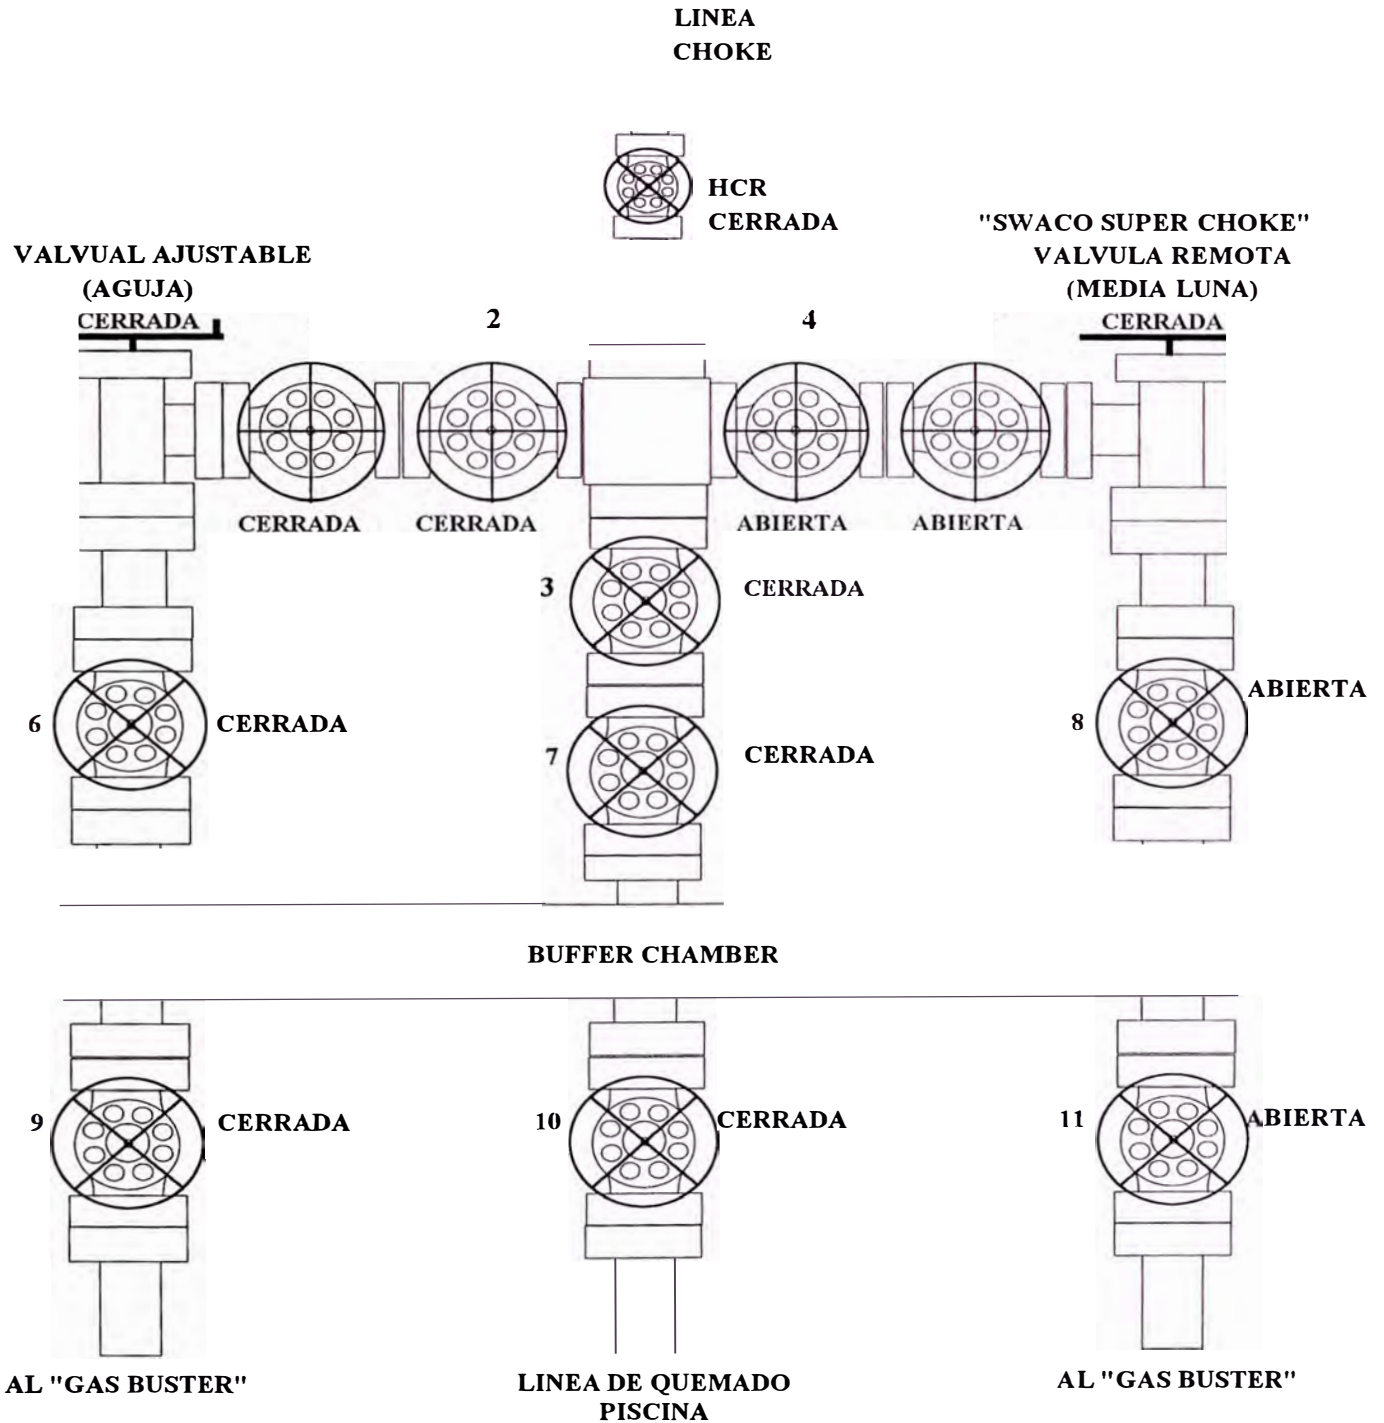 LINEA
CHOKE
HCR
CERRADA
"SWACO SUPER CHOKE"
VALVULA REMOTA
(MEDIA LUNA)
CERRADA
VALVUAL AJUSTABLE
(AGUJA)
CERRADA
2
4
CERRADA
CERRADA
ABIERTA
ABIERTA
3
CERRADA
6
CERRADA
7
CERRADA
8
ABIERTA
BUFFER CHAMBER
9
CERRADA
10
CERRADA
11
ABIERTA
AL "GAS BUSTER"
LINEA DE QUEMADO
PISCINA
AL "GAS BUSTER"